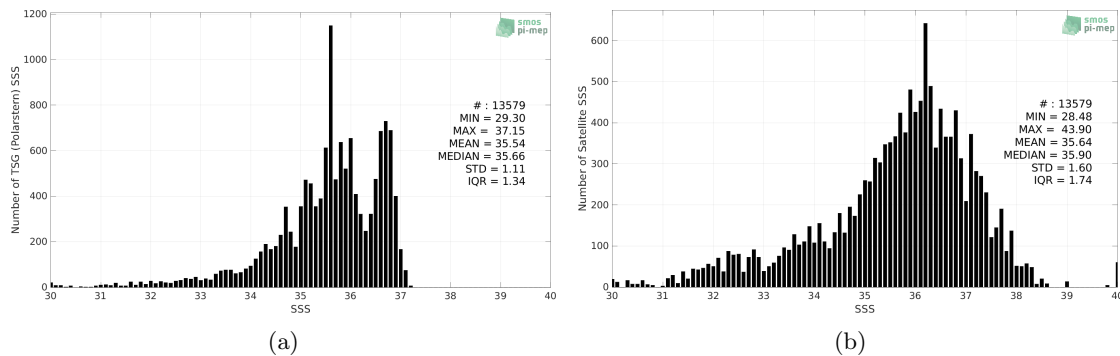 1200
1000
800
600
400
200
0
Number of TSG (Polarstern) SSS
smos
pi-mep
# : 13579
MIN = 29.30
MAX = 37.15
MEAN = 35.54
MEDIAN = 35.66
STD = 1.11
IQR = 1.34
30 31 32 33 34 35 36 37 38 39 40
SSS
(a)
600
500
400
300
200
100
0
Number of Satellite SSS
smos
pi-mep
# : 13579
MIN = 28.48
MAX = 43.90
MEAN = 35.64
MEDIAN = 35.90
STD = 1.60
IQR = 1.74
30 31 32 33 34 35 36 37 38 39 40
SSS
(b)